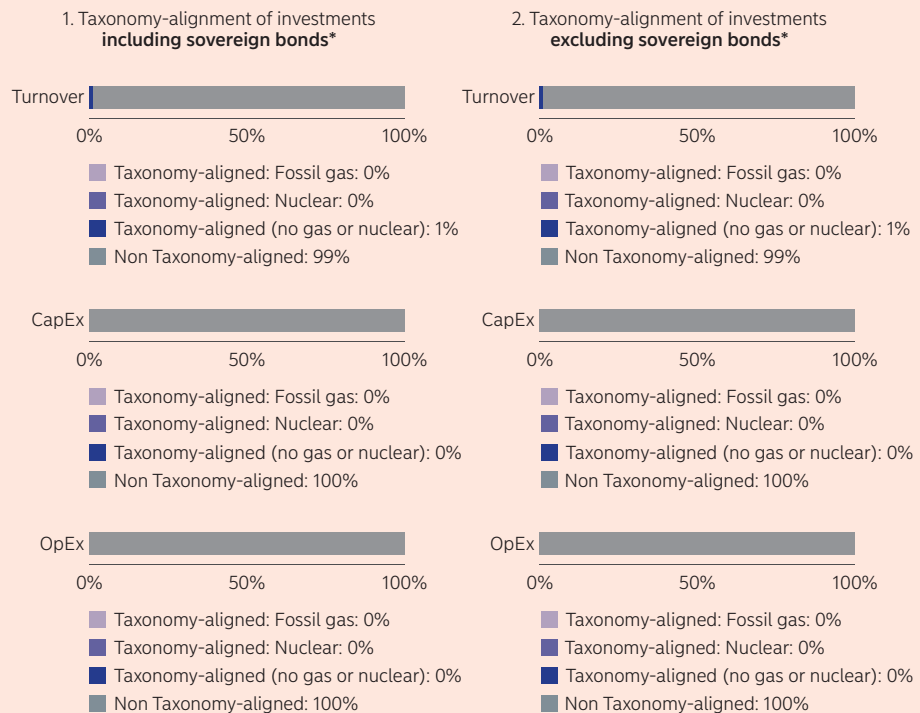 1. Taxonomy-alignment of investments
including sovereign bonds*
Turnover
0% 50% 100%
Taxonomy-aligned: Fossil gas: 0%
Taxonomy-aligned: Nuclear: 0%
Taxonomy-aligned (no gas or nuclear): 1%
Non Taxonomy-aligned: 99%
CapEx
0% 50% 100%
Taxonomy-aligned: Fossil gas: 0%
Taxonomy-aligned: Nuclear: 0%
Taxonomy-aligned (no gas or nuclear): 0%
Non Taxonomy-aligned: 100%
OpEx
0% 50% 100%
Taxonomy-aligned: Fossil gas: 0%
Taxonomy-aligned: Nuclear: 0%
Taxonomy-aligned (no gas or nuclear): 0%
Non Taxonomy-aligned: 100%
2. Taxonomy-alignment of investments
excluding sovereign bonds*
Turnover
0% 50% 100%
Taxonomy-aligned: Fossil gas: 0%
Taxonomy-aligned: Nuclear: 0%
Taxonomy-aligned (no gas or nuclear): 1%
Non Taxonomy-aligned: 99%
CapEx
0% 50% 100%
Taxonomy-aligned: Fossil gas: 0%
Taxonomy-aligned: Nuclear: 0%
Taxonomy-aligned (no gas or nuclear): 0%
Non Taxonomy-aligned: 100%
OpEx
0% 50% 100%
Taxonomy-aligned: Fossil gas: 0%
Taxonomy-aligned: Nuclear: 0%
Taxonomy-aligned (no gas or nuclear): 0%
Non Taxonomy-aligned: 100%